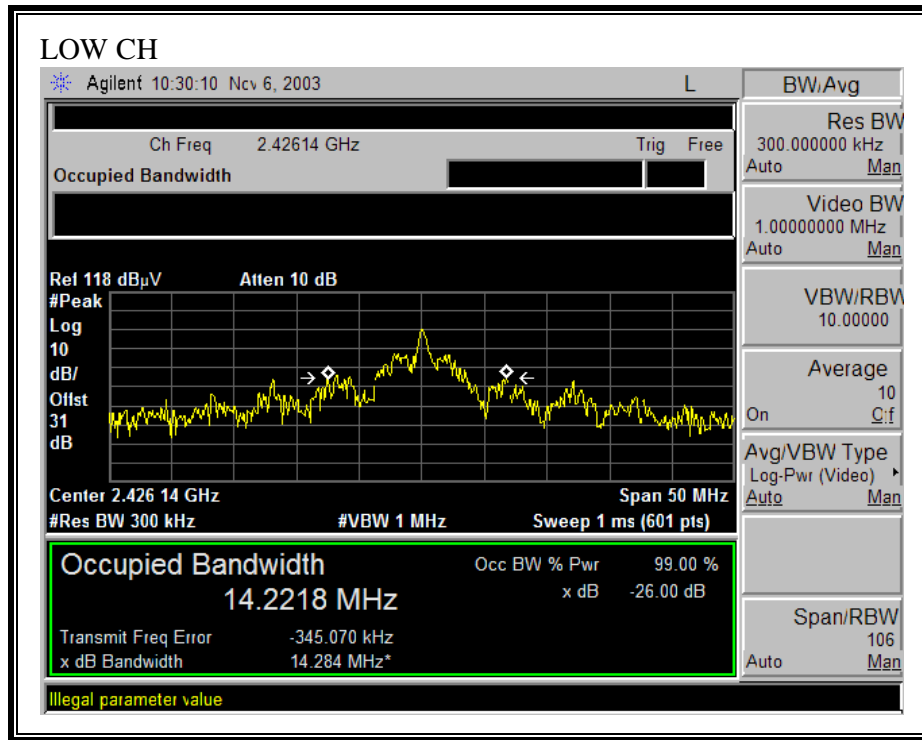 LOW CH
Agilent 10:30:10 Nov 6, 2003 L
Ch Freq 2.42614 GHz Trig Free
Occupied Bandwidth
Ref 118 dBµV Atten 10 dB
#Peak
Log
10
dB/
Offst
31
dB
Center 2.426 14 GHz Span 50 MHz
#Res BW 300 kHz #VBW 1 MHz Sweep 1 ms (601 pts)
Occupied Bandwidth
14.2218 MHz
Occ BW % Pwr 99.00 %
x dB -26.00 dB
Transmit Freq Error -345.070 kHz
x dB Bandwidth 14.284 MHz*
Illegal parameter value
BW/Avg
Res BW
300.000000 kHz
Auto Man
Video BW
1.00000000 MHz
Auto Man
VBW/RBW
10.00000
Average
10
On Off
Avg/VBW Type
Log-Pwr (Video)
Auto Man
Span/RBW
106
Auto Man